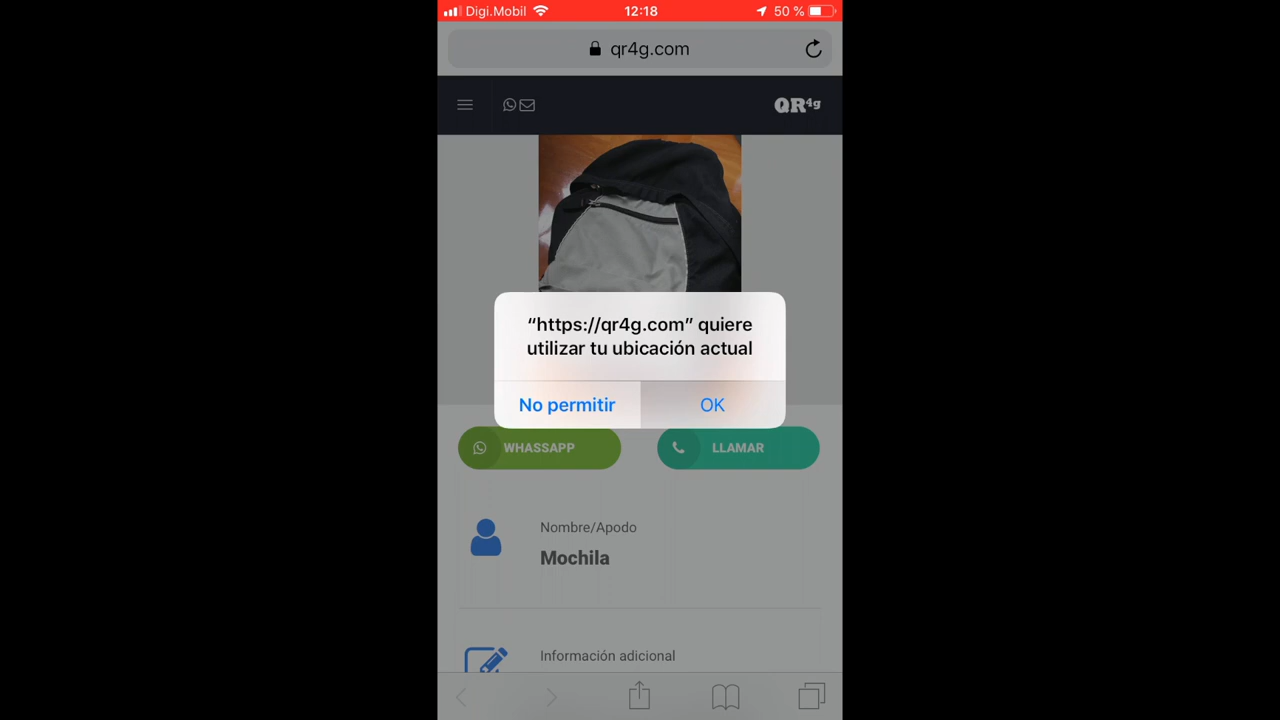 Digi.Mobil
12:18
50 %
qr4g.com
QR4g
“https://qr4g.com” quiere
utilizar tu ubicación actual
No permitir
OK
WHASSAPP
LLAMAR
Nombre/Apodo
Mochila
Información adicional